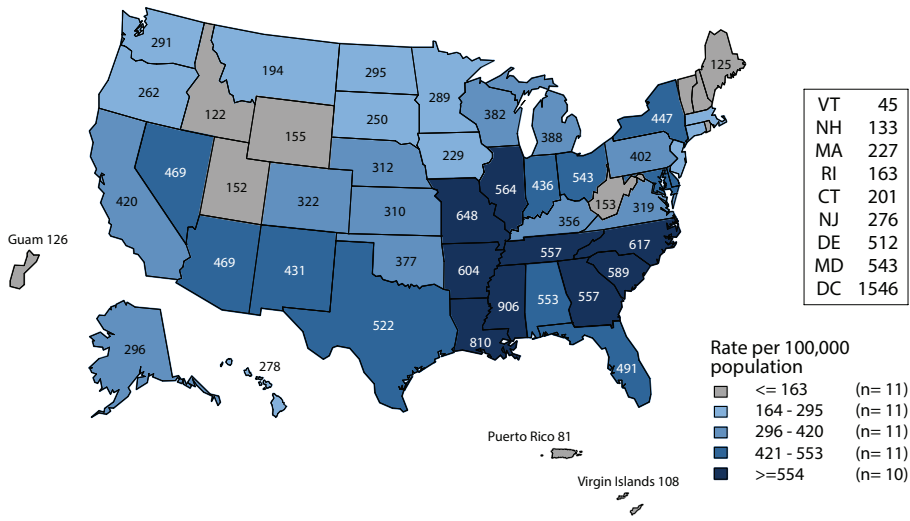 291
194
295
289
262
122
155
250
382
388
447
125
229
312
469
152
322
420
310
648
564
436
543
402
153
356
319
557
617
377
604
469
431
589
557
553
906
522
810
491
Guam 126
296
278
Puerto Rico 81
Virgin Islands 108
VT 45
NH 133
MA 227
RI 163
CT 201
NJ 276
DE 512
MD 543
DC 1546
Rate per 100,000
population
<= 163 (n= 11)
164 - 295 (n= 11)
296 - 420 (n= 11)
421 - 553 (n= 11)
>=554 (n= 10)